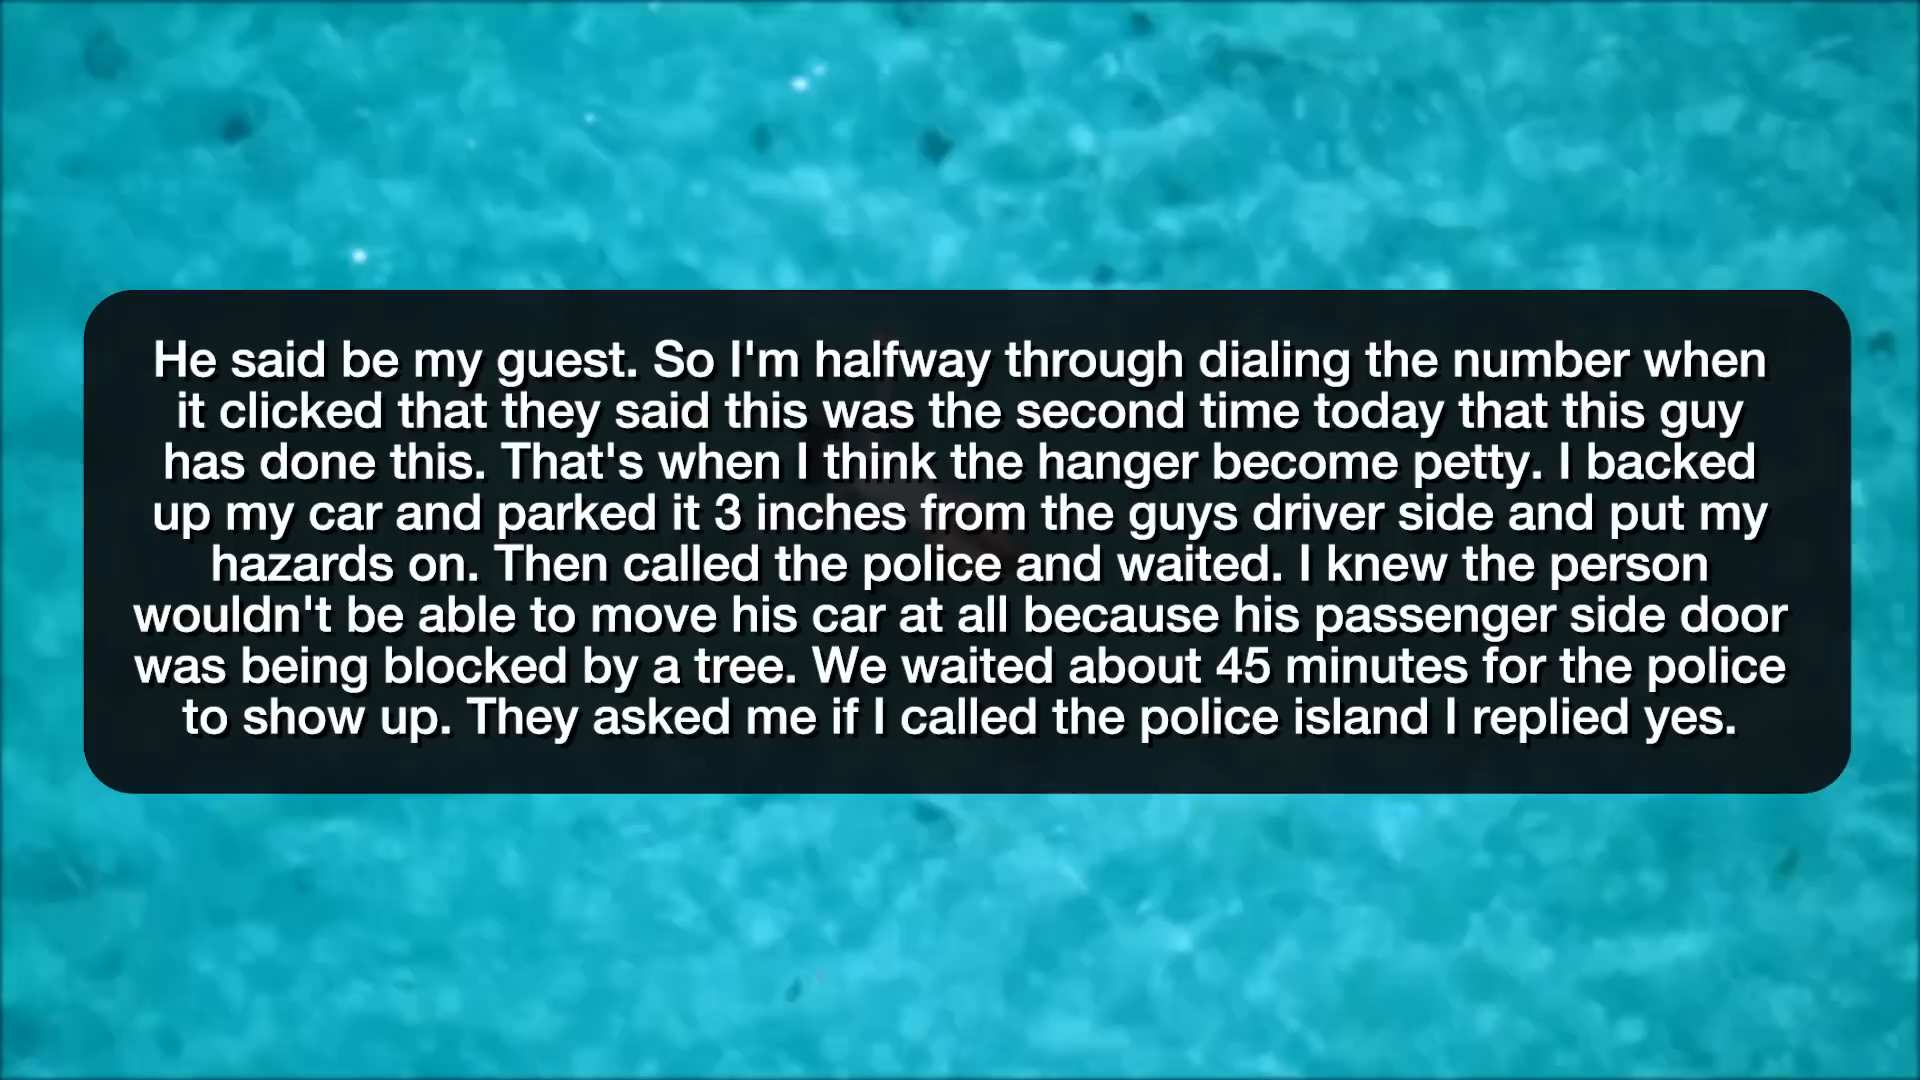 He said be my guest. So I'm halfway through dialing the number when
it clicked that they said this was the second time today that this guy
has done this. That's when I think the hanger become petty. I backed
up my car and parked it 3 inches from the guys driver side and put my
hazards on. Then called the police and waited. I knew the person
wouldn't be able to move his car at all because his passenger side door
was being blocked by a tree. We waited about 45 minutes for the police
to show up. They asked me if I called the police island I replied yes.